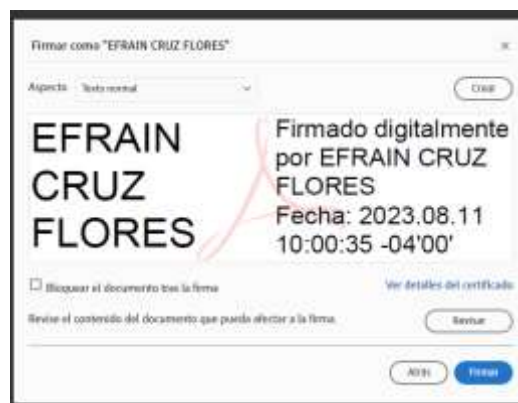 Firmar como "EFRAIN CRUZ FLORES"
×
Aspecto Texto normal
Crear
EFRAIN
CRUZ
FLORES
Firmado digitalmente
por EFRAIN CRUZ
FLORES
Fecha: 2023.08.11
10:00:35 -04'00'
Bloquear el documento tras la firma
Ver detalles del certificado
Revise el contenido del documento que pueda afectar a la firma.
Revisar
Atrás
Firmar